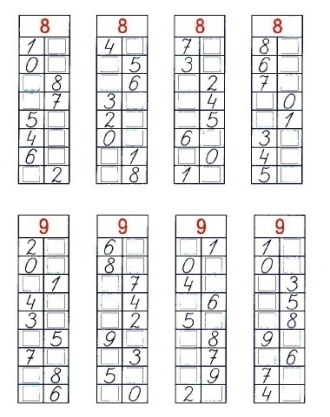 8 8 8 8
1 4 7 8
0 5 3 6
8 6 2 7
7 3 4 0
5 2 5 1
4 0 6 3
6 1 0 4
2 8 1 5
9 9 9 9
2 6 1 1
0 8 0 0
1 7 4 3
4 4 6 5
3 2 5 8
5 9 8 9
7 3 7 6
8 5 9 7
6 0 2 4